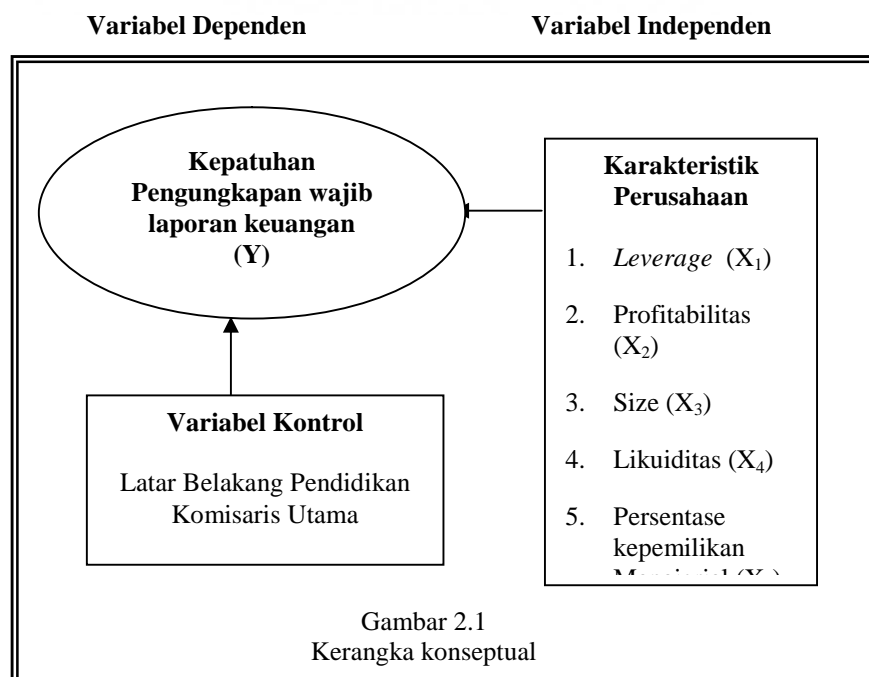 Variabel Dependen
Variabel Independen
Kepatuhan
Pengungkapan wajib
laporan keuangan
(Y)
Karakteristik
Perusahaan
1. Leverage (X₁)
2. Profitabilitas
(X₂)
3. Size (X₃)
4. Likuiditas (X₄)
5. Persentase
kepemilikan
Variabel Kontrol
Latar Belakang Pendidikan
Komisaris Utama
Gambar 2.1
Kerangka konseptual